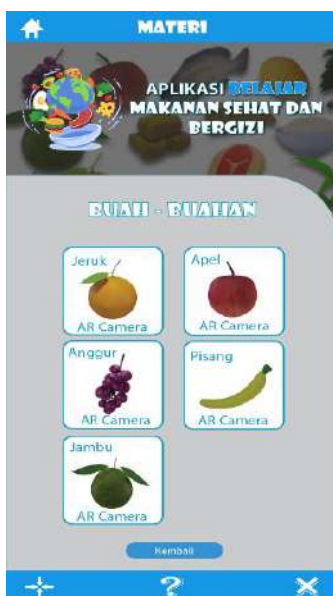 MATERI
APLIKASI BELAJAR
MAKANAN SEHAT DAN
BERGIZI
BUAH - BUAHAN
Jeruk
AR Camera
Apel
AR Camera
Anggur
AR Camera
Pisang
AR Camera
Jambu
AR Camera
Kembali
?